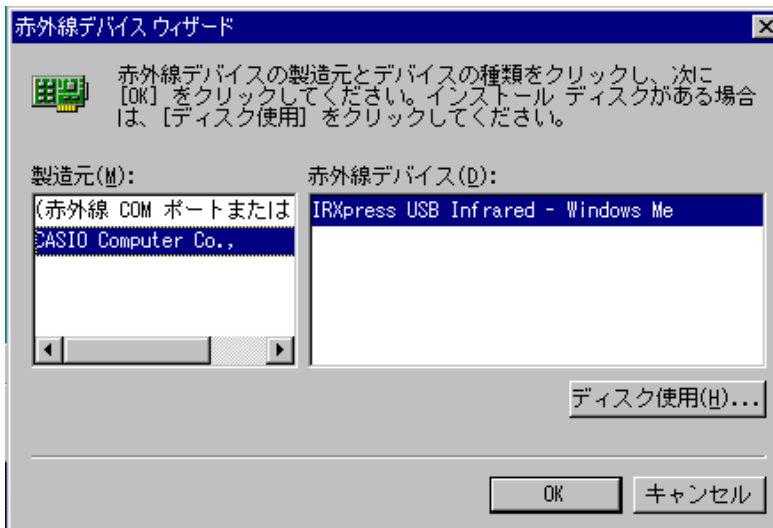 赤外線デバイス ウィザード
赤外線デバイスの製造元とデバイスの種類をクリックし、次に
[OK] をクリックしてください。インストール ディスクがある場合
は、[ディスク使用] をクリックしてください。
製造元(M):
赤外線デバイス(D):
(赤外線 COM ポートまたは
IRXpress USB Infrared - Windows Me
CASIO Computer Co.,
ディスク使用(H)...
OK
キャンセル